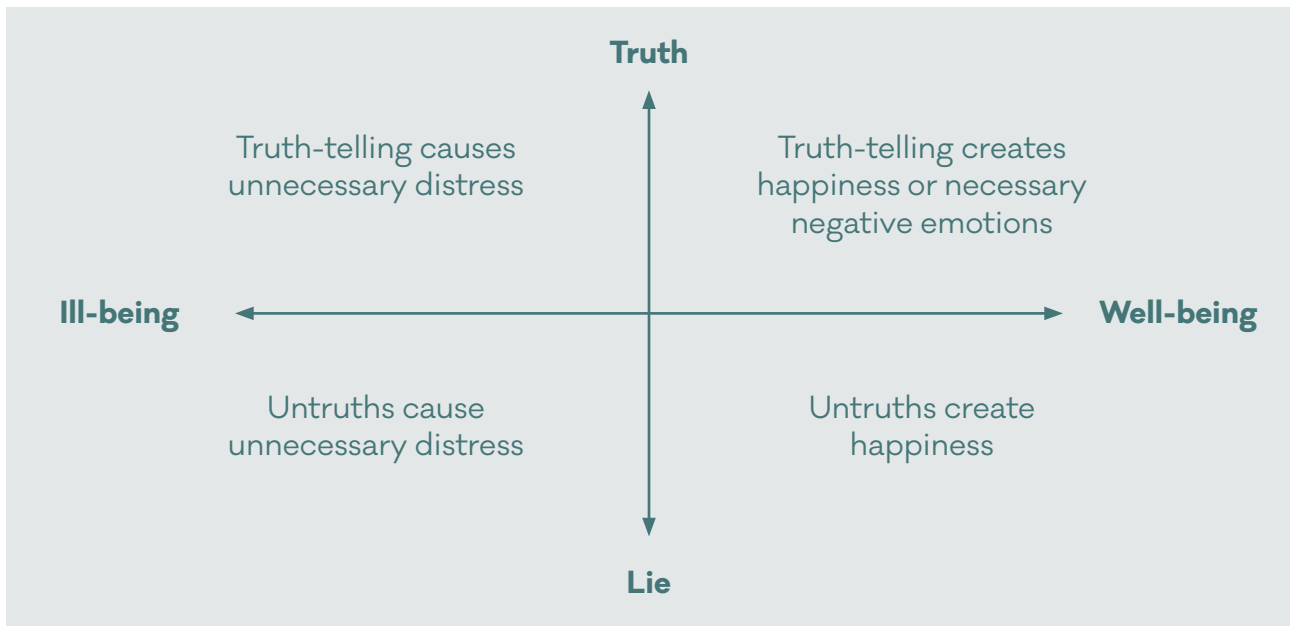 Truth
Truth-telling causes
unnecessary distress
Truth-telling creates
happiness or necessary
negative emotions
Ill-being
Well-being
Untruths cause
unnecessary distress
Untruths create
happiness
Lie